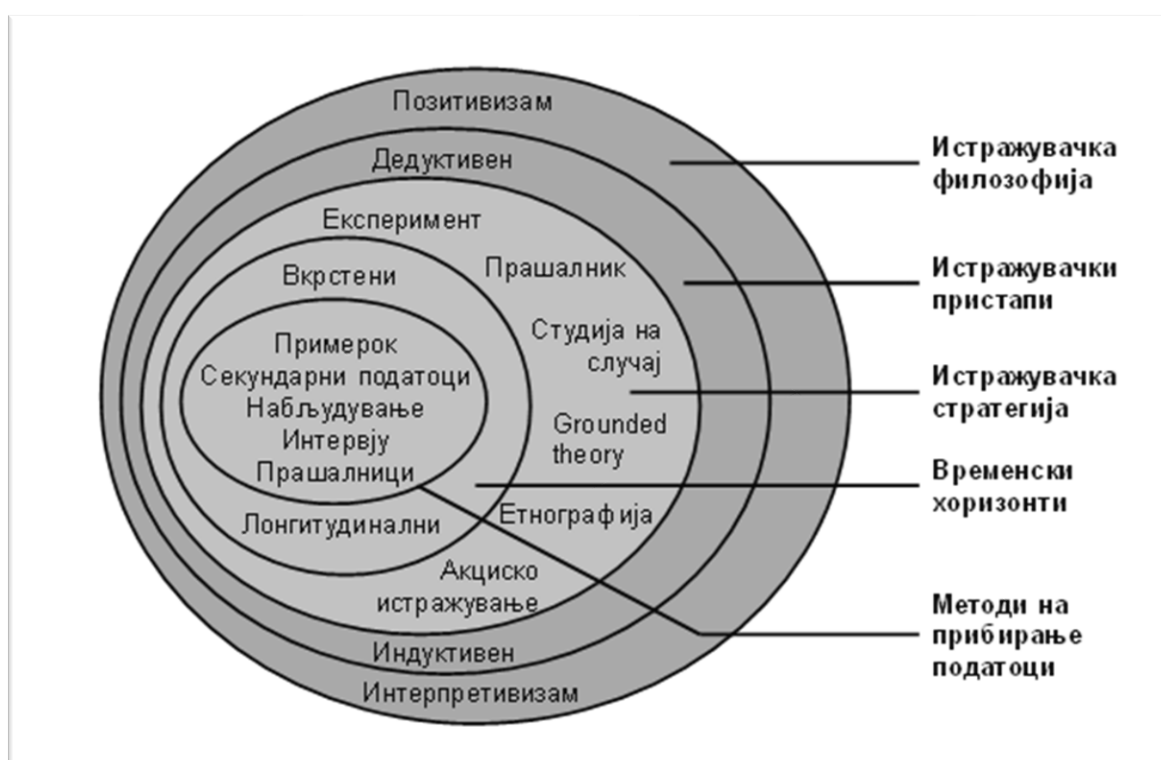 Позитивизам
Дедуктивен
Експеримент
Прашалник
Вкрстени
Студија на
случај
Примерок
Секундарни податоци
Набљудување
Интервју
Прашалници
Grounded
theory
Лонгитудинални
Етнографија
Акциско
истражување
Индуктивен
Интерпретивизам
Истражувачка
филозофија
Истражувачки
пристапи
Истражувачка
стратегија
Временски
хоризонти
Методи на
прибирање
податоци